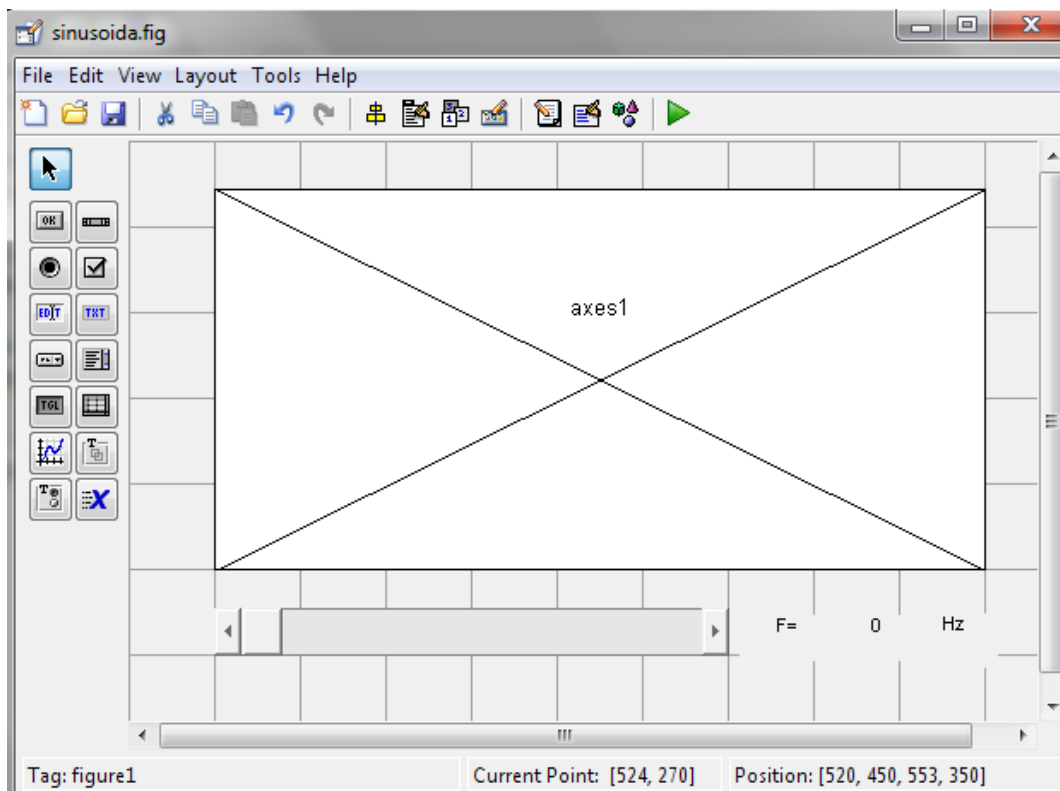 sinusoida.fig
File Edit View Layout Tools Help
OK
EDIT TXT
TGL
axes1
F= 0 Hz
Tag: figure1 Current Point: [524, 270] Position: [520, 450, 553, 350]